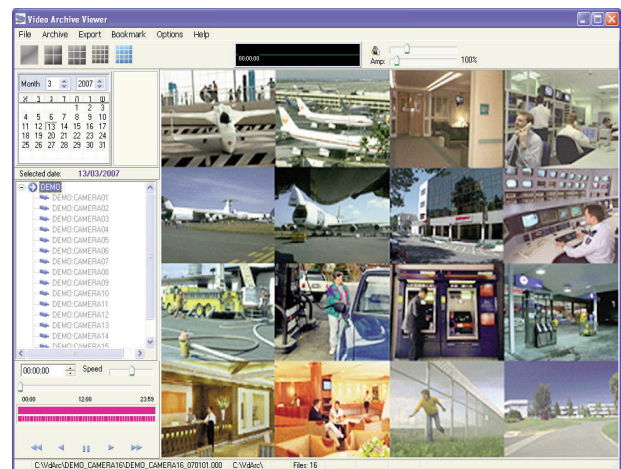 Video Archive Viewer
File Archive Export Bookmark Options Help
00:00:00
Amp: 100%
Month 3 2007
א ב ג ד ה ו ש
1 2 3
4 5 6 7 8 9 10
11 12 13 14 15 16 17
18 19 20 21 22 23 24
25 26 27 28 29 30 31
Selected date: 13/03/2007
DEMO
DEMO:CAMERA01
DEMO:CAMERA02
DEMO:CAMERA03
DEMO:CAMERA04
DEMO:CAMERA05
DEMO:CAMERA06
DEMO:CAMERA07
DEMO:CAMERA08
DEMO:CAMERA09
DEMO:CAMERA10
DEMO:CAMERA11
DEMO:CAMERA12
DEMO:CAMERA13
DEMO:CAMERA14
DEMO:CAMERA15
00:00:00 Speed
00:00 12:00 23:59
C:\VdArc\DEMO_CAMERA16\DEMO_CAMERA16_070101.000 C:\VdArc\ Files: 16